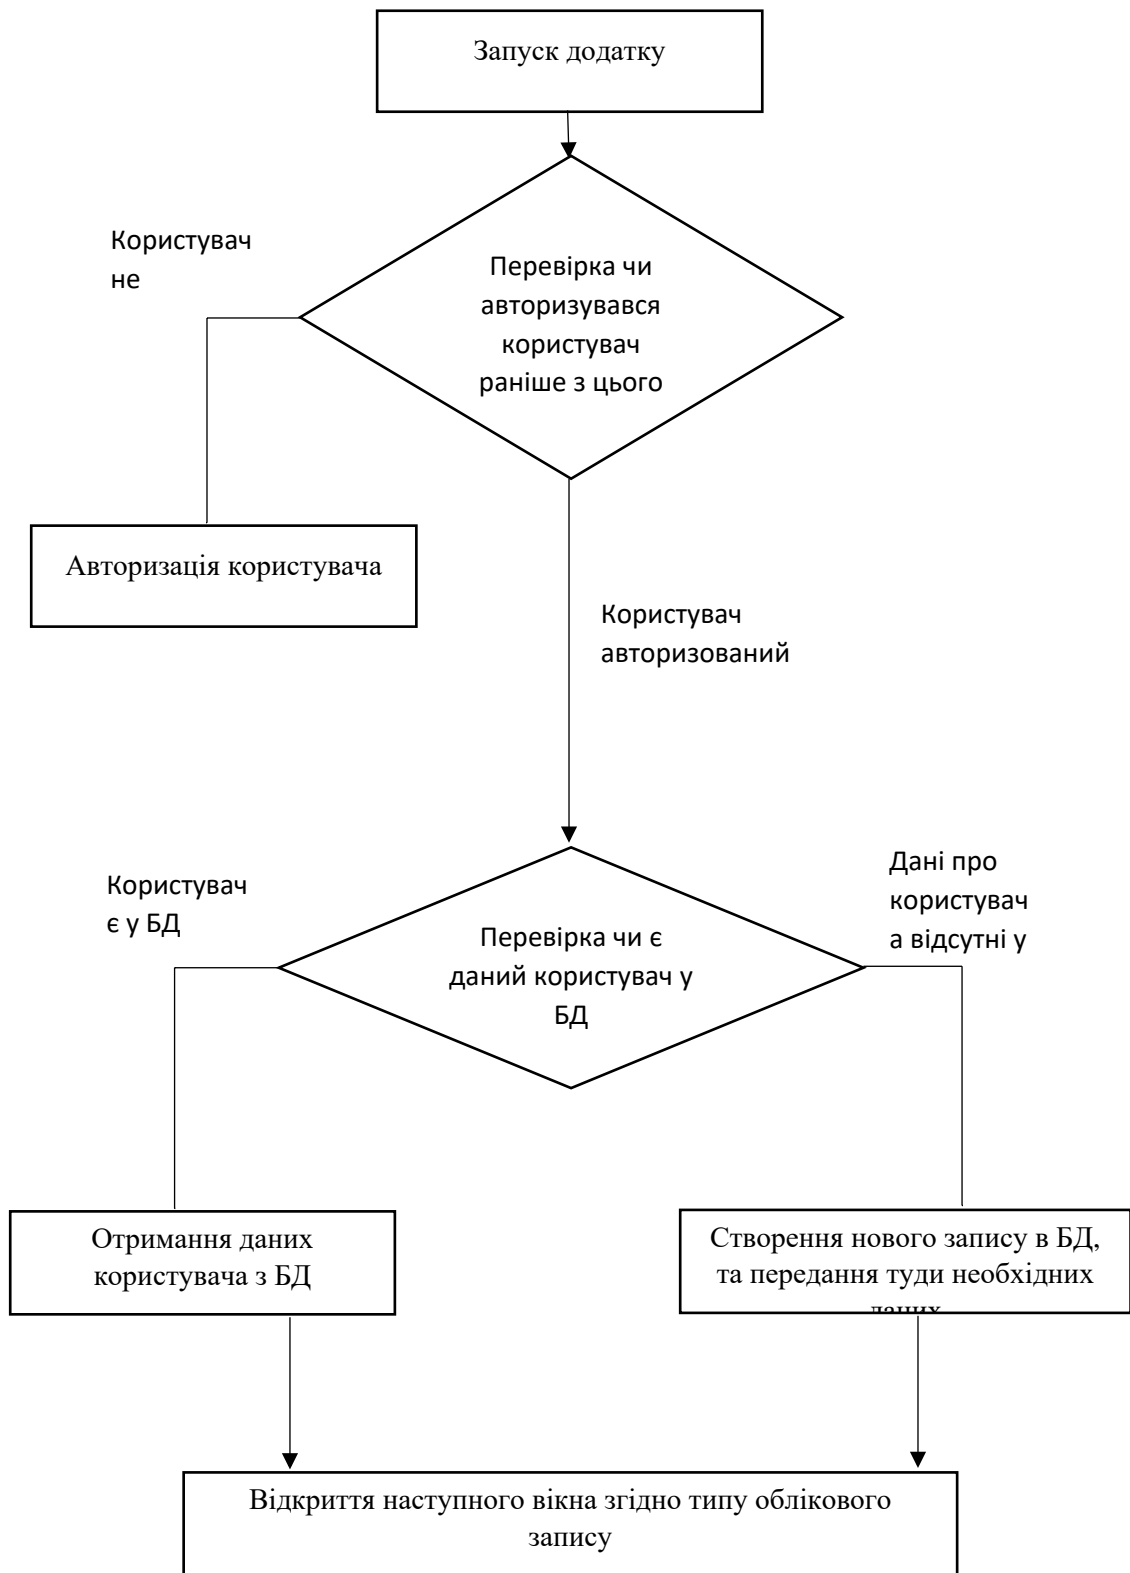 Запуск додатку
Користувач
не
Перевірка чи
авторизувався
користувач
раніше з цього
Авторизація користувача
Користувач
авторизований
Користувач
є у БД
Перевірка чи є
даний користувач у
БД
Дані про
користувач
а відсутні у
Отримання даних
користувача з БД
Створення нового запису в БД,
та передання туди необхідних
даних
Відкриття наступного вікна згідно типу облікового
запису